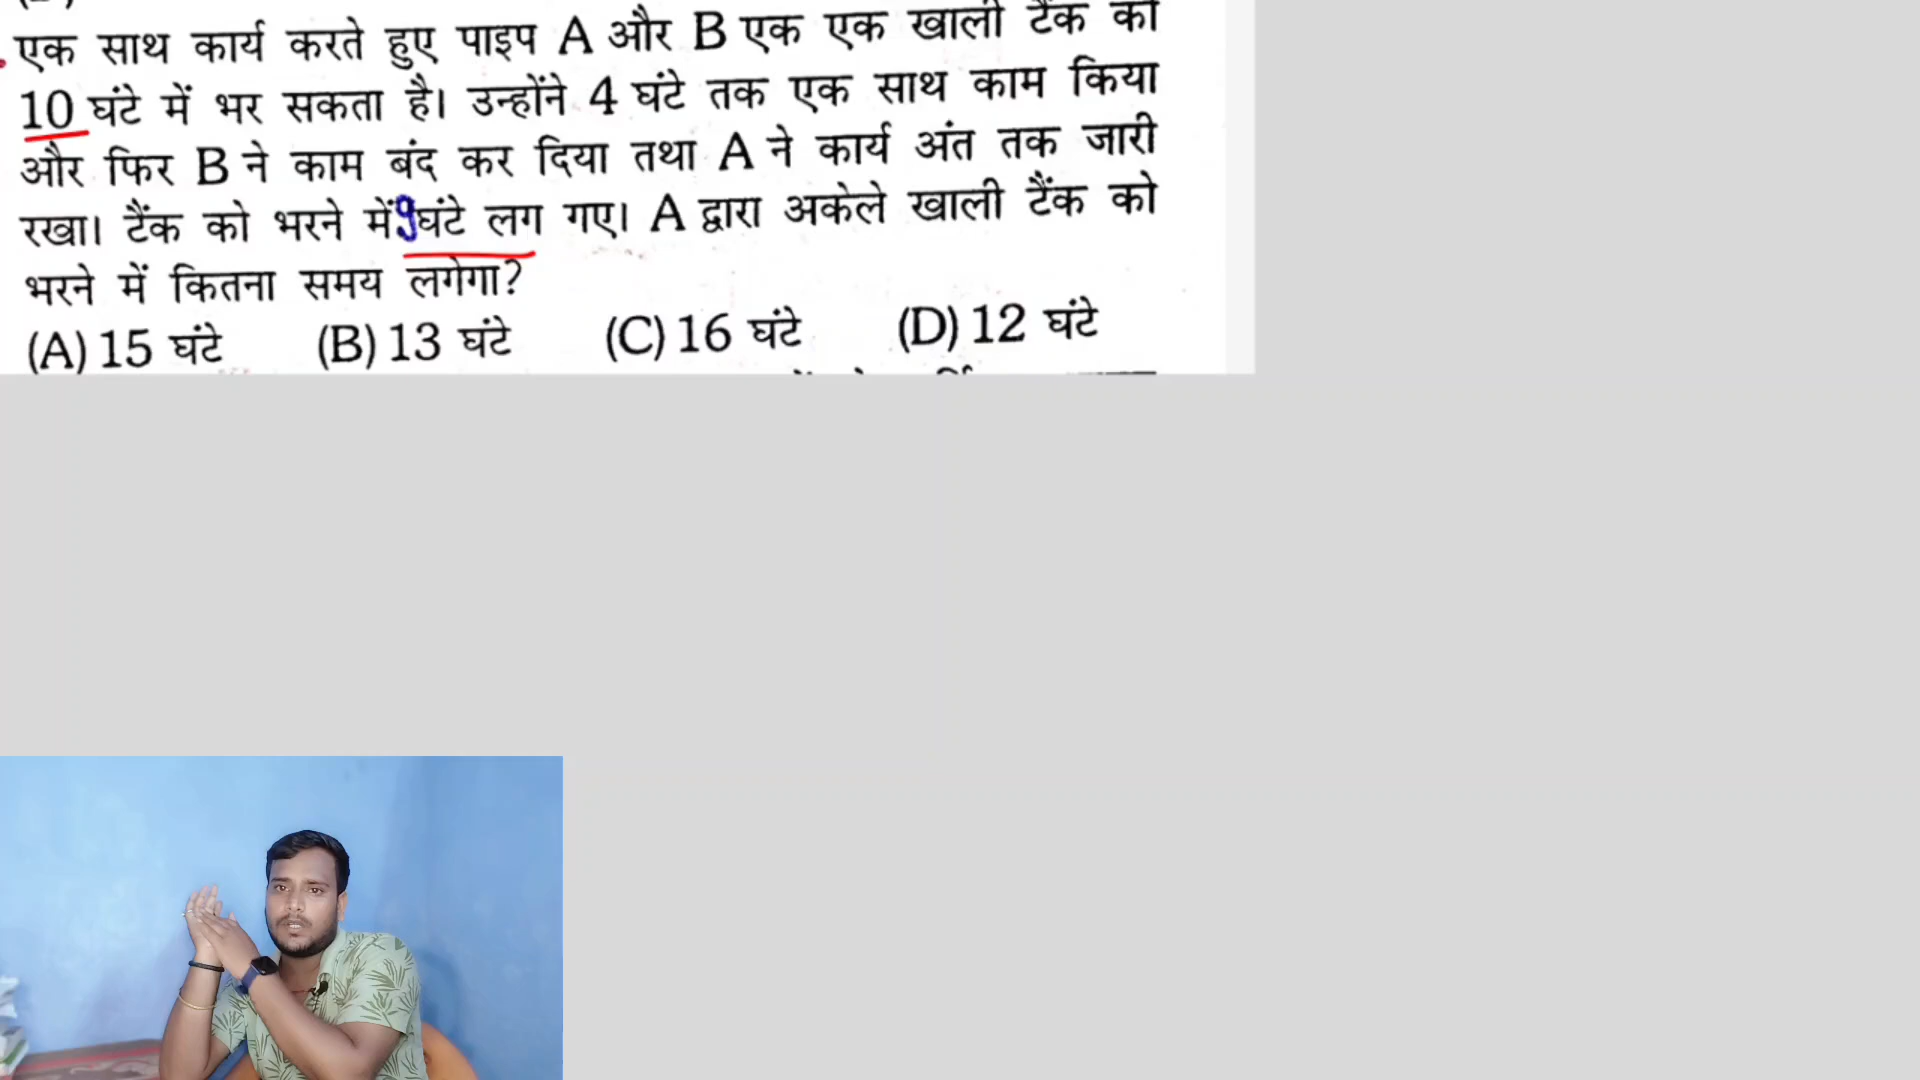 एक साथ कार्य करते हुए पाइप A और B एक एक खाली टैंक को
10 घंटे में भर सकता है। उन्होंने 4 घंटे तक एक साथ काम किया
और फिर B ने काम बंद कर दिया तथा A ने कार्य अंत तक जारी
रखा। टैंक को भरने में 9 घंटे लग गए। A द्वारा अकेले खाली टैंक को
भरने में कितना समय लगेगा?
(A) 15 घंटे (B) 13 घंटे (C) 16 घंटे (D) 12 घंटे